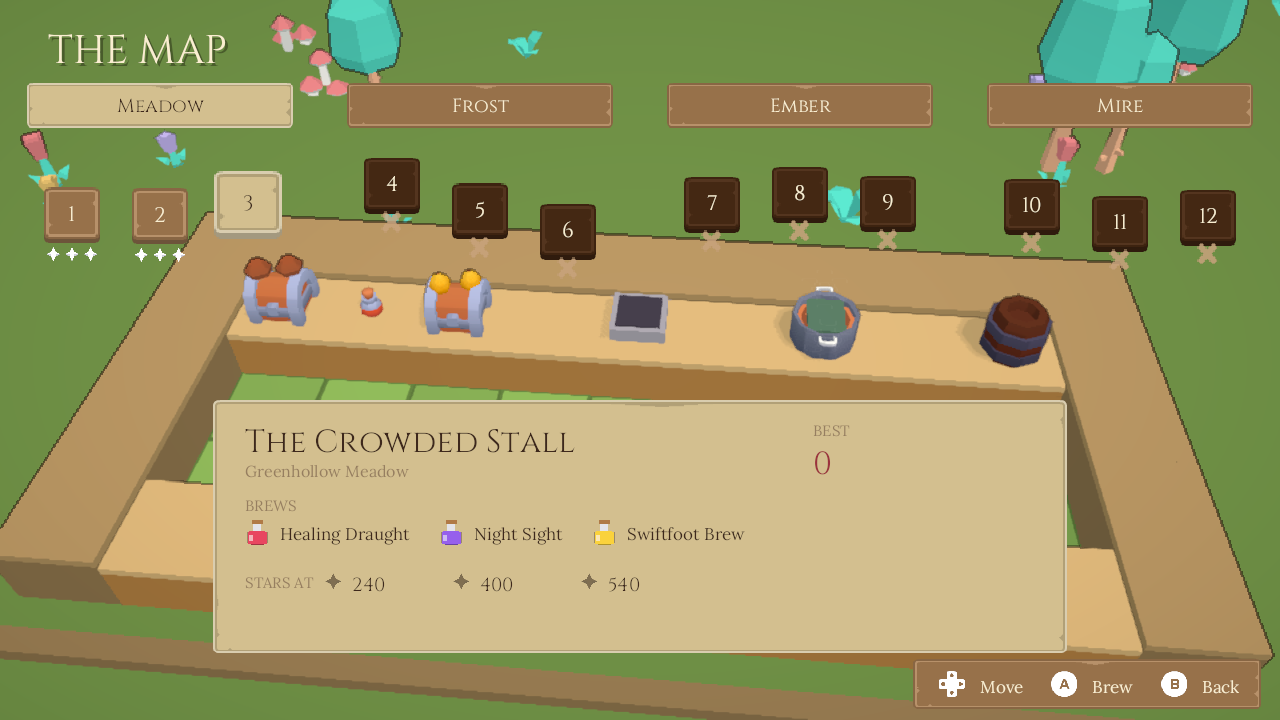 THE MAP
MEADOW
FROST
EMBER
MIRE
1
2
3
4
5
6
7
8
9
10
11
12
THE CROWDED STALL
Greenhollow Meadow
BEST
0
BREWS
Healing Draught
Night Sight
Swiftfoot Brew
STARS AT
240
400
540
Move
A
Brew
B
Back